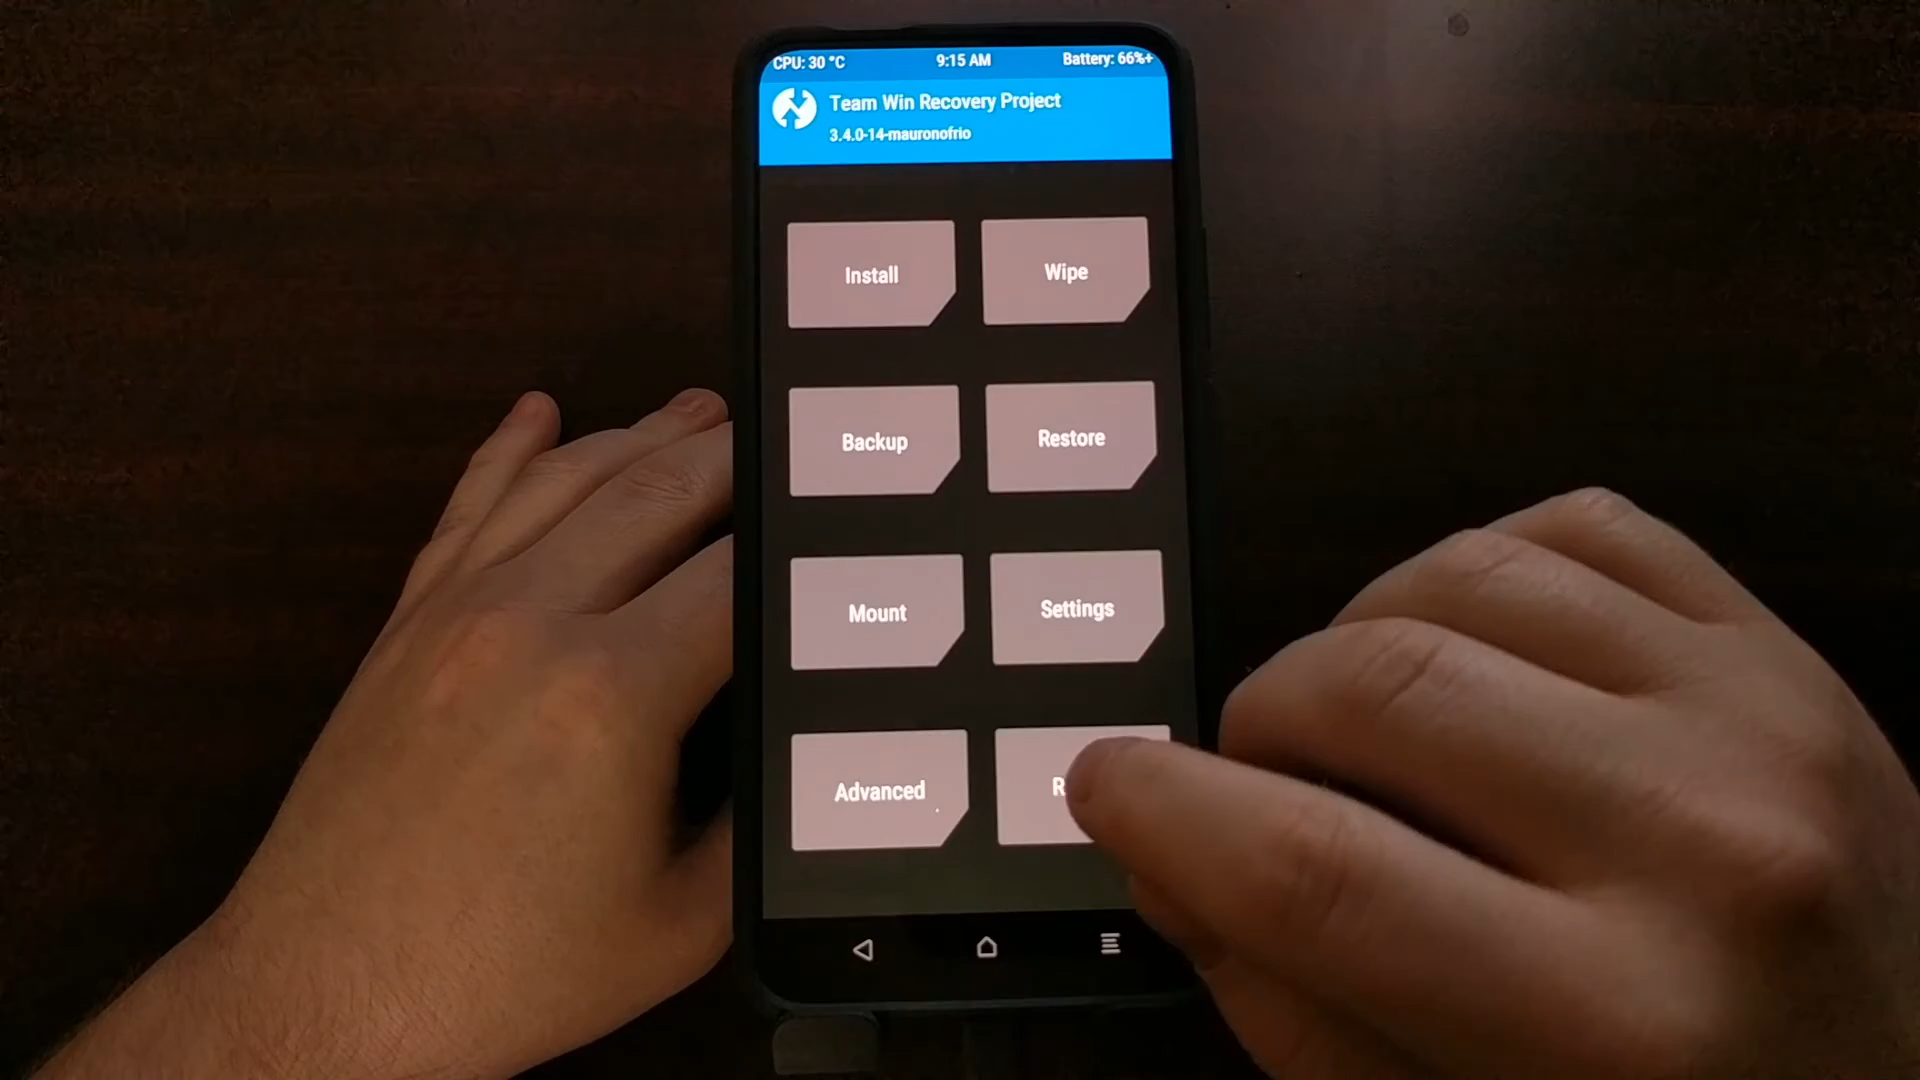 CPU: 30 °C 9:15 AM Battery: 66%+
Team Win Recovery Project
3.4.0-14-mauronofrio
Install Wipe
Backup Restore
Mount Settings
Advanced